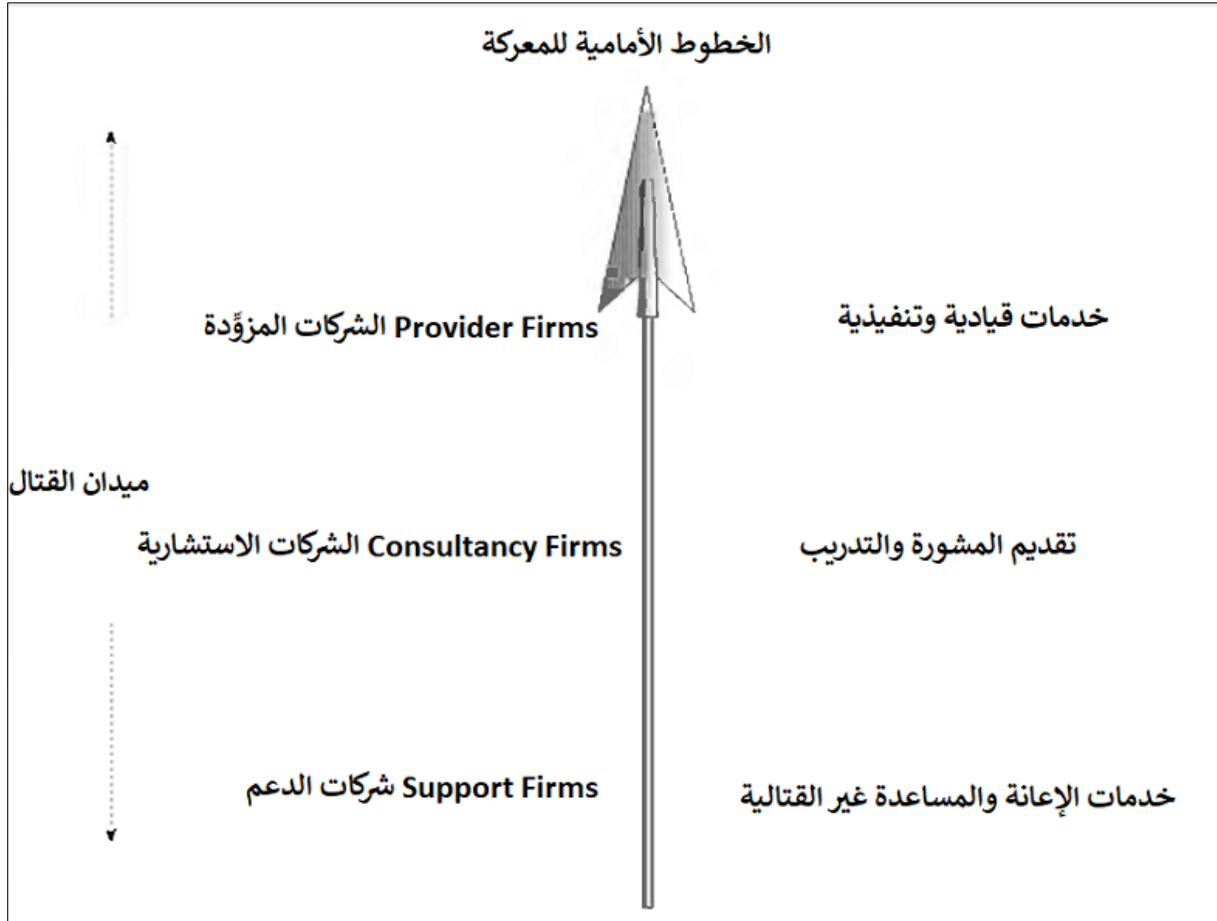 الخطوط الأمامية للمعركة
خدمات قيادية وتنفيذية
الشركات المزوَّدة Provider Firms
ميدان القتال
تقديم المشورة والتدريب
الشركات الاستشارية Consultancy Firms
خدمات الإعانة والمساعدة غير القتالية
شركات الدعم Support Firms